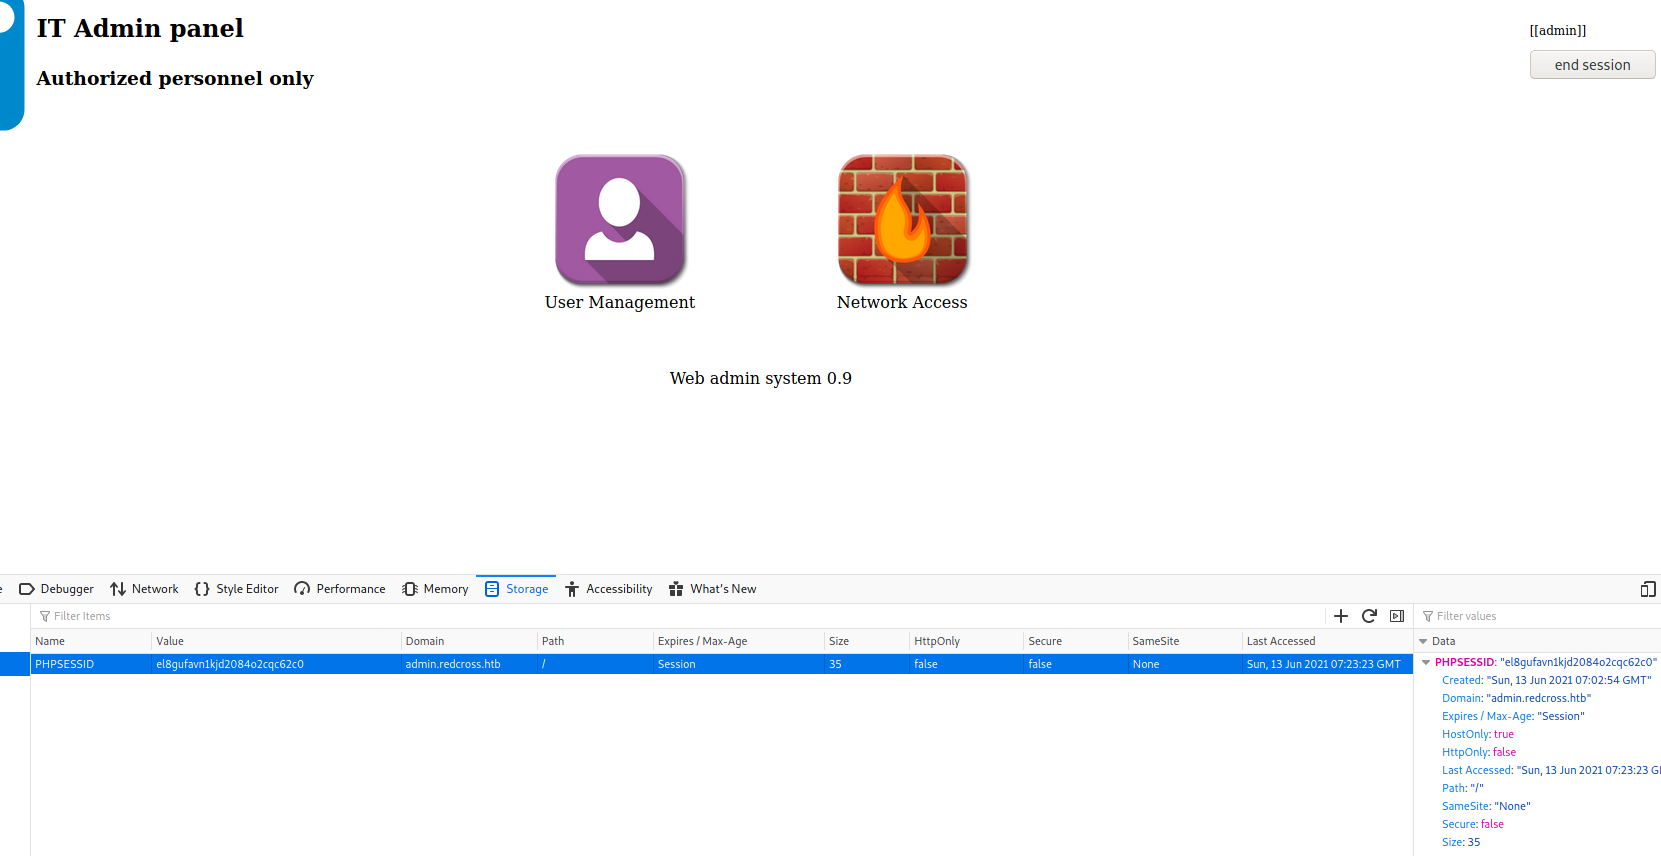 IT Admin panel
[[admin]]
end session
Authorized personnel only
User Management
Network Access
Web admin system 0.9
Debugger Network Style Editor Performance Memory Storage Accessibility What's New
Filter Items
Filter values
Name Value Domain Path Expires / Max-Age Size HttpOnly Secure SameSite Last Accessed
PHPSESSID el8gufavn1kjd2084o2cqc62c0 admin.redcross.htb / Session 35 false false None Sun, 13 Jun 2021 07:23:23 GMT
Data
PHPSESSID: "el8gufavn1kjd2084o2cqc62c0"
Created: "Sun, 13 Jun 2021 07:02:54 GMT"
Domain: "admin.redcross.htb"
Expires / Max-Age: "Session"
HostOnly: true
HttpOnly: false
Last Accessed: "Sun, 13 Jun 2021 07:23:23 G
Path: "/"
SameSite: "None"
Secure: false
Size: 35